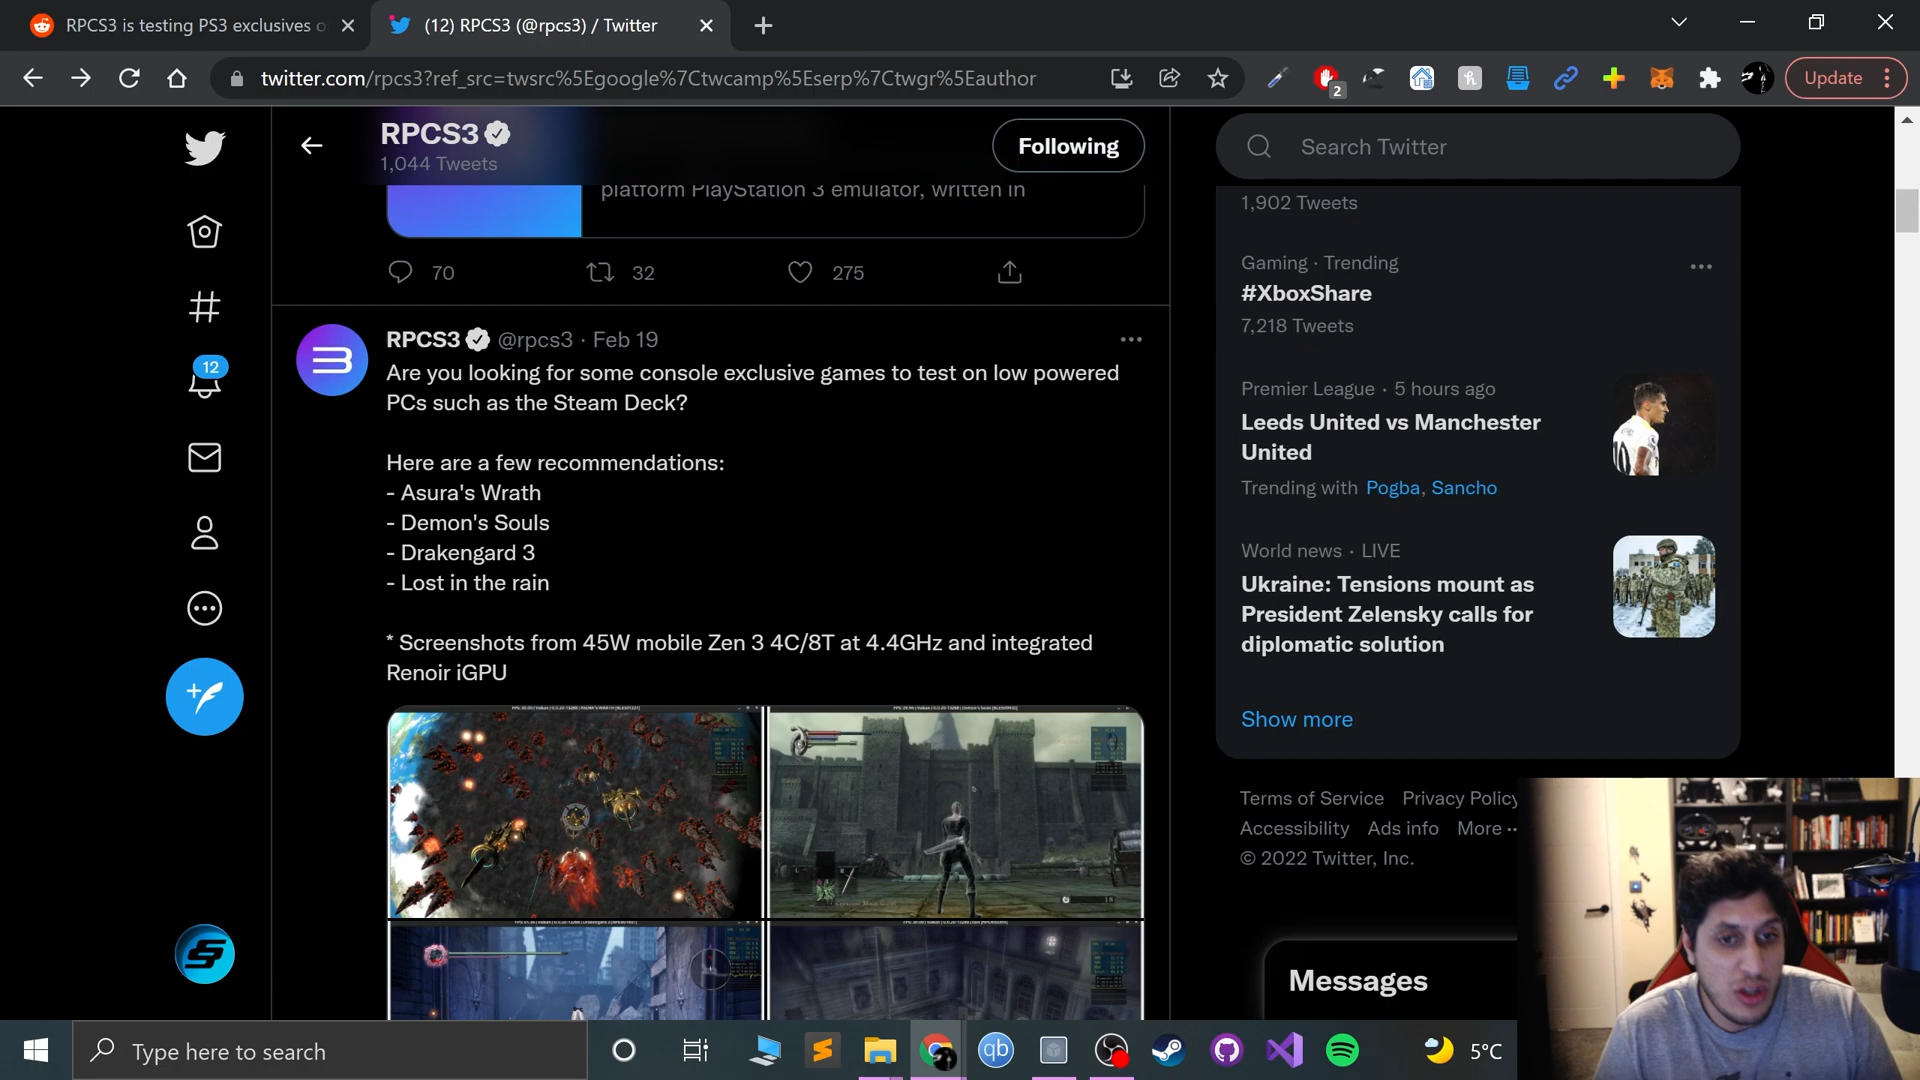 RPCS3 is testing PS3 exclusives o
(12) RPCS3 (@rpcs3) / Twitter
twitter.com/rpcs3?ref_src=twsrc%5Egoogle%7Ctwcamp%5Eserp%7Ctwgr%5Eauthor
2
Update
RPCS3
1,044 Tweets
Following
Search Twitter
platform PlayStation 3 emulator, written in
1,902 Tweets
70
32
275
Gaming · Trending
#XboxShare
7,218 Tweets
12
RPCS3 @rpcs3 · Feb 19
Are you looking for some console exclusive games to test on low powered
PCs such as the Steam Deck?
Here are a few recommendations:
- Asura's Wrath
- Demon's Souls
- Drakengard 3
- Lost in the rain
* Screenshots from 45W mobile Zen 3 4C/8T at 4.4GHz and integrated
Renoir iGPU
Premier League · 5 hours ago
Leeds United vs Manchester
United
Trending with Pogba, Sancho
World news · LIVE
Ukraine: Tensions mount as
President Zelensky calls for
diplomatic solution
Show more
Terms of Service Privacy Policy
Accessibility Ads info More
© 2022 Twitter, Inc.
Messages
Type here to search
qb
5°C